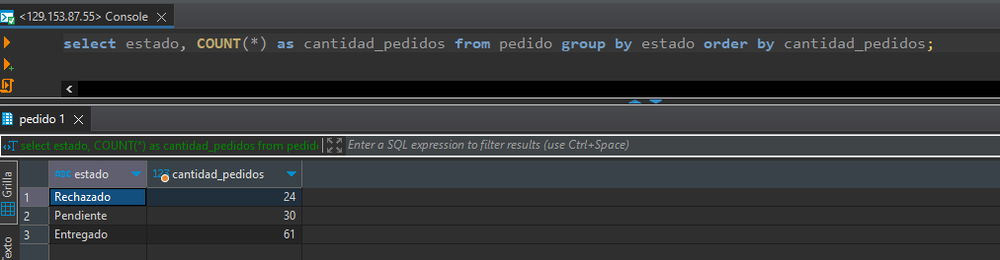 <129.153.87.55> Console
select estado, COUNT(*) as cantidad_pedidos from pedido group by estado order by cantidad_pedidos;
pedido 1
select estado, COUNT(*) as cantidad_pedidos from pedido
Enter a SQL expression to filter results (use Ctrl+Space)
Grilla
Texto
estado 123 cantidad_pedidos
1 Rechazado 24
2 Pendiente 30
3 Entregado 61